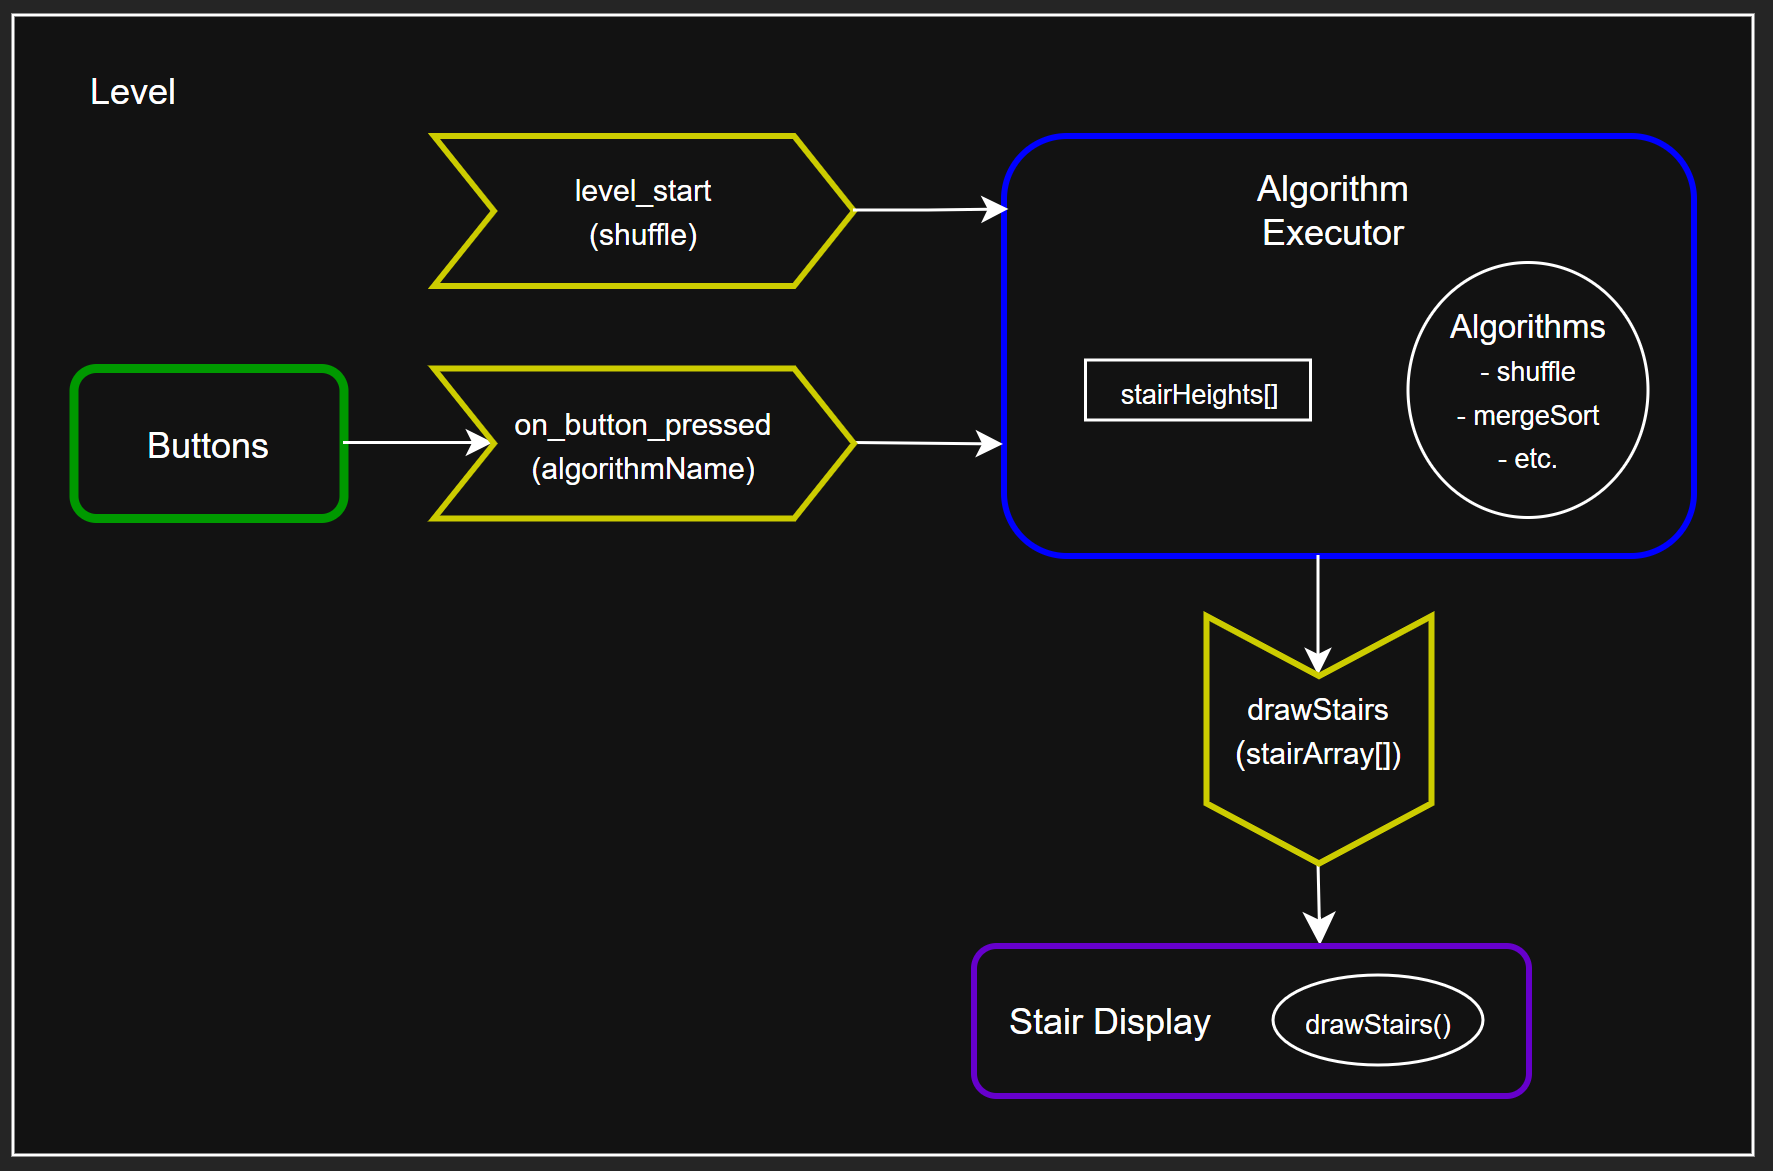 Level
level_start
(shuffle)
Algorithm
Executor
Algorithms
- shuffle
- mergeSort
- etc.
stairHeights[]
Buttons
on_button_pressed
(algorithmName)
drawStairs
(stairArray[])
Stair Display
drawStairs()